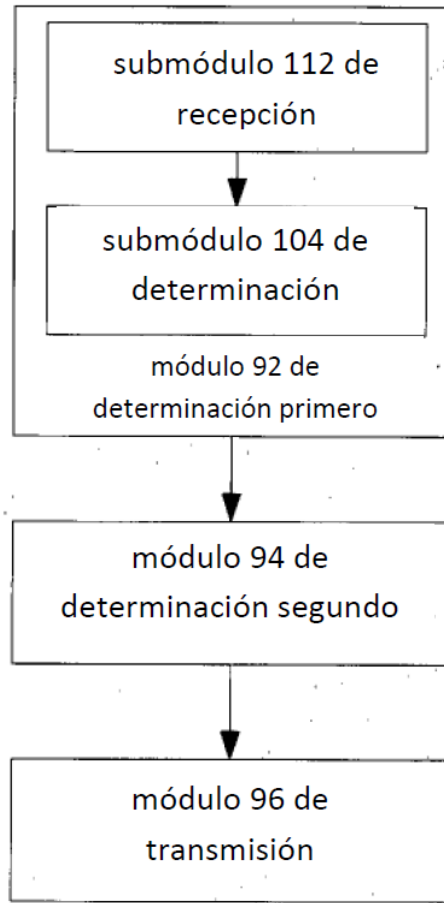 submódulo 112 de
recepción
submódulo 104 de
determinación
módulo 92 de
determinación primero
módulo 94 de
determinación segundo
módulo 96 de
transmisión